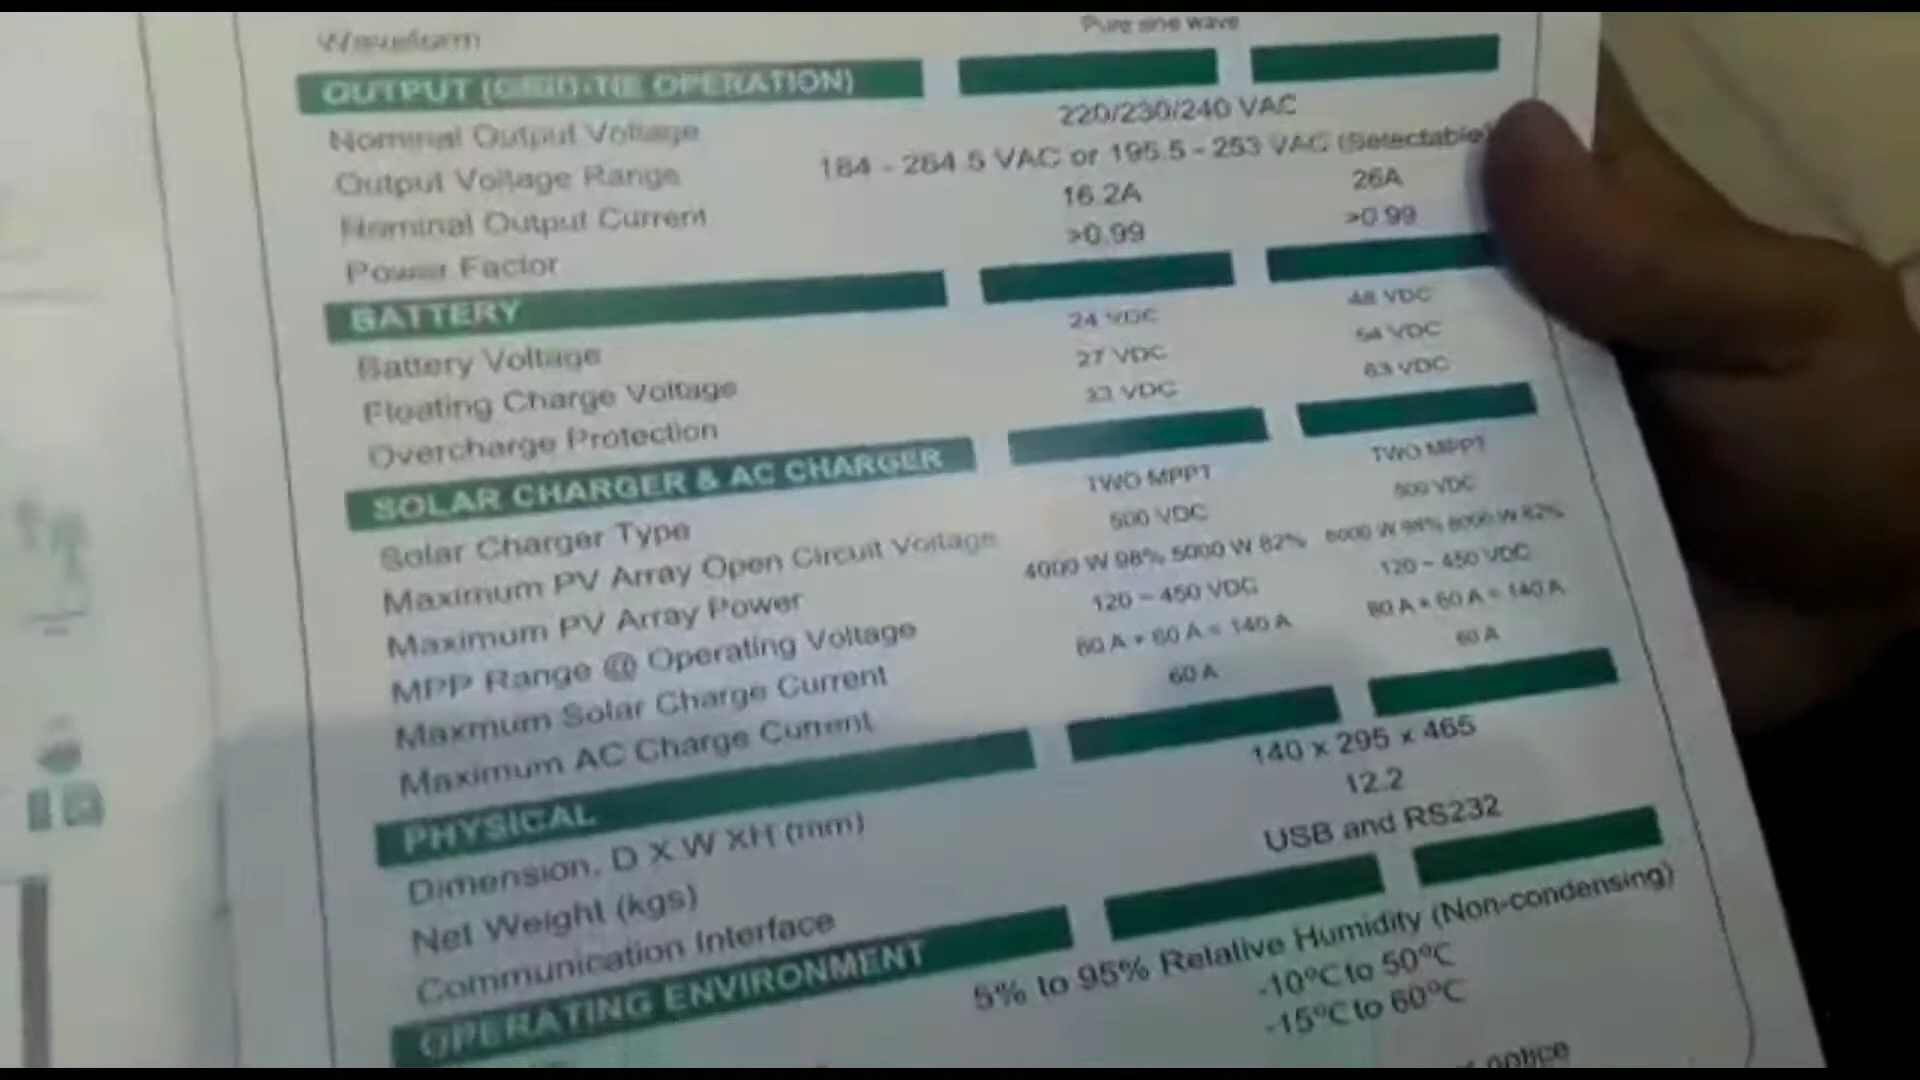 Waveform Pure sine wave
OUTPUT (GRID-TIE OPERATION)
Nominal Output Voltage 220/230/240 VAC
Output Voltage Range 184 - 264.5 VAC or 195.5 - 253 VAC (Selectable)
Nominal Output Current 16.2A 26A
Power Factor >0.99 >0.99
BATTERY
Battery Voltage 24 VDC 48 VDC
Floating Charge Voltage 27 VDC 54 VDC
Overcharge Protection 33 VDC 63 VDC
SOLAR CHARGER & AC CHARGER
Solar Charger Type TWO MPPT TWO MPPT
Maximum PV Array Open Circuit Voltage 500 VDC 500 VDC
Maximum PV Array Power 4000 W 98% 5000 W 82% W 98% 8000 W 82%
MPP Range @ Operating Voltage 120 ~ 450 VDC 120 ~ 450 VDC
Maxmum Solar Charge Current 80 A + 60 A = 140 A 80 A + 60 A = 140 A
Maximum AC Charge Current 60 A 60 A
PHYSICAL
Dimension, D X W XH (mm) 140 x 295 x 465
Net Weight (kgs) 12.2
Communication Interface USB and RS232
OPERATING ENVIRONMENT
5% to 95% Relative Humidity (Non-condensing)
-10°C to 50°C
-15°C to 60°C
notice